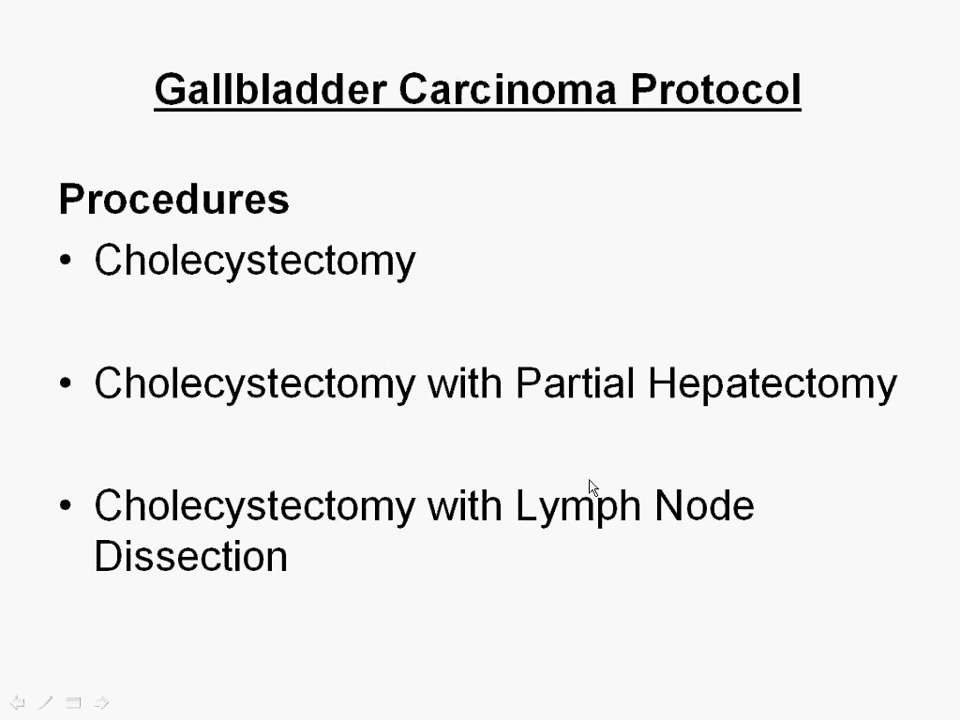 Gallbladder Carcinoma Protocol
Procedures
• Cholecystectomy
• Cholecystectomy with Partial Hepatectomy
• Cholecystectomy with Lymph Node
Dissection